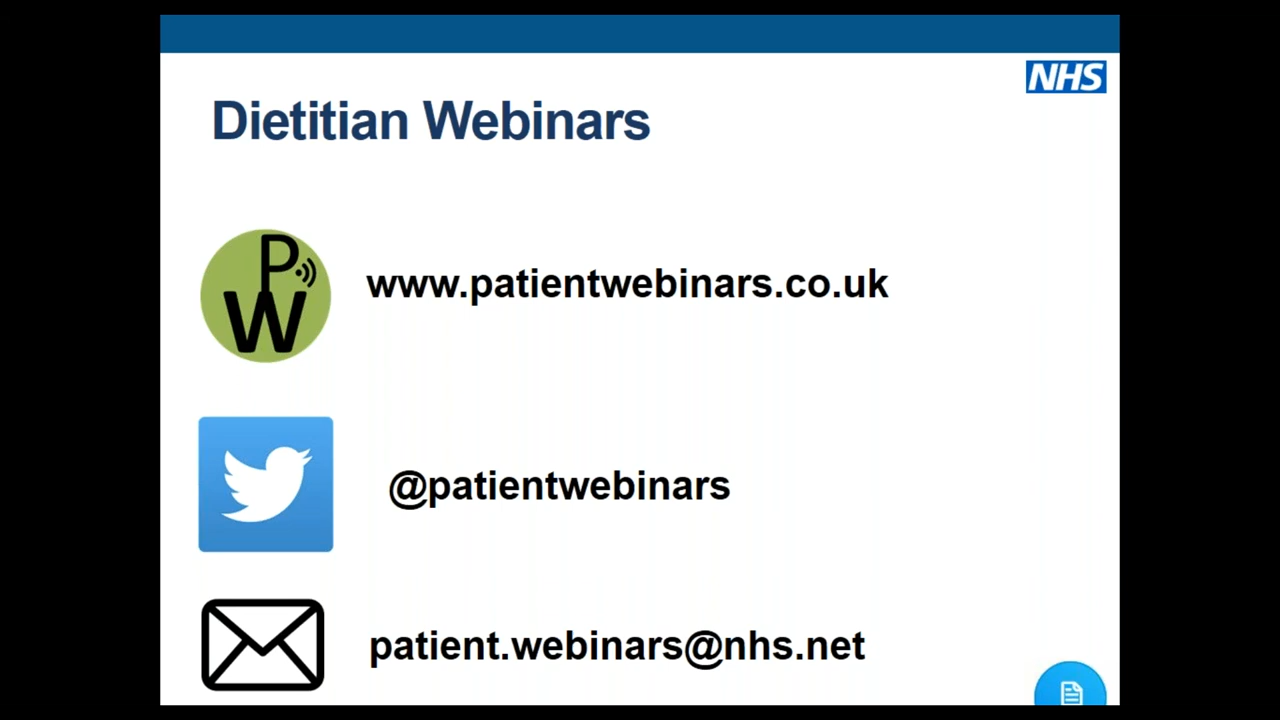 NHS
Dietitian Webinars
PW
www.patientwebinars.co.uk
@patientwebinars
patient.webinars@nhs.net